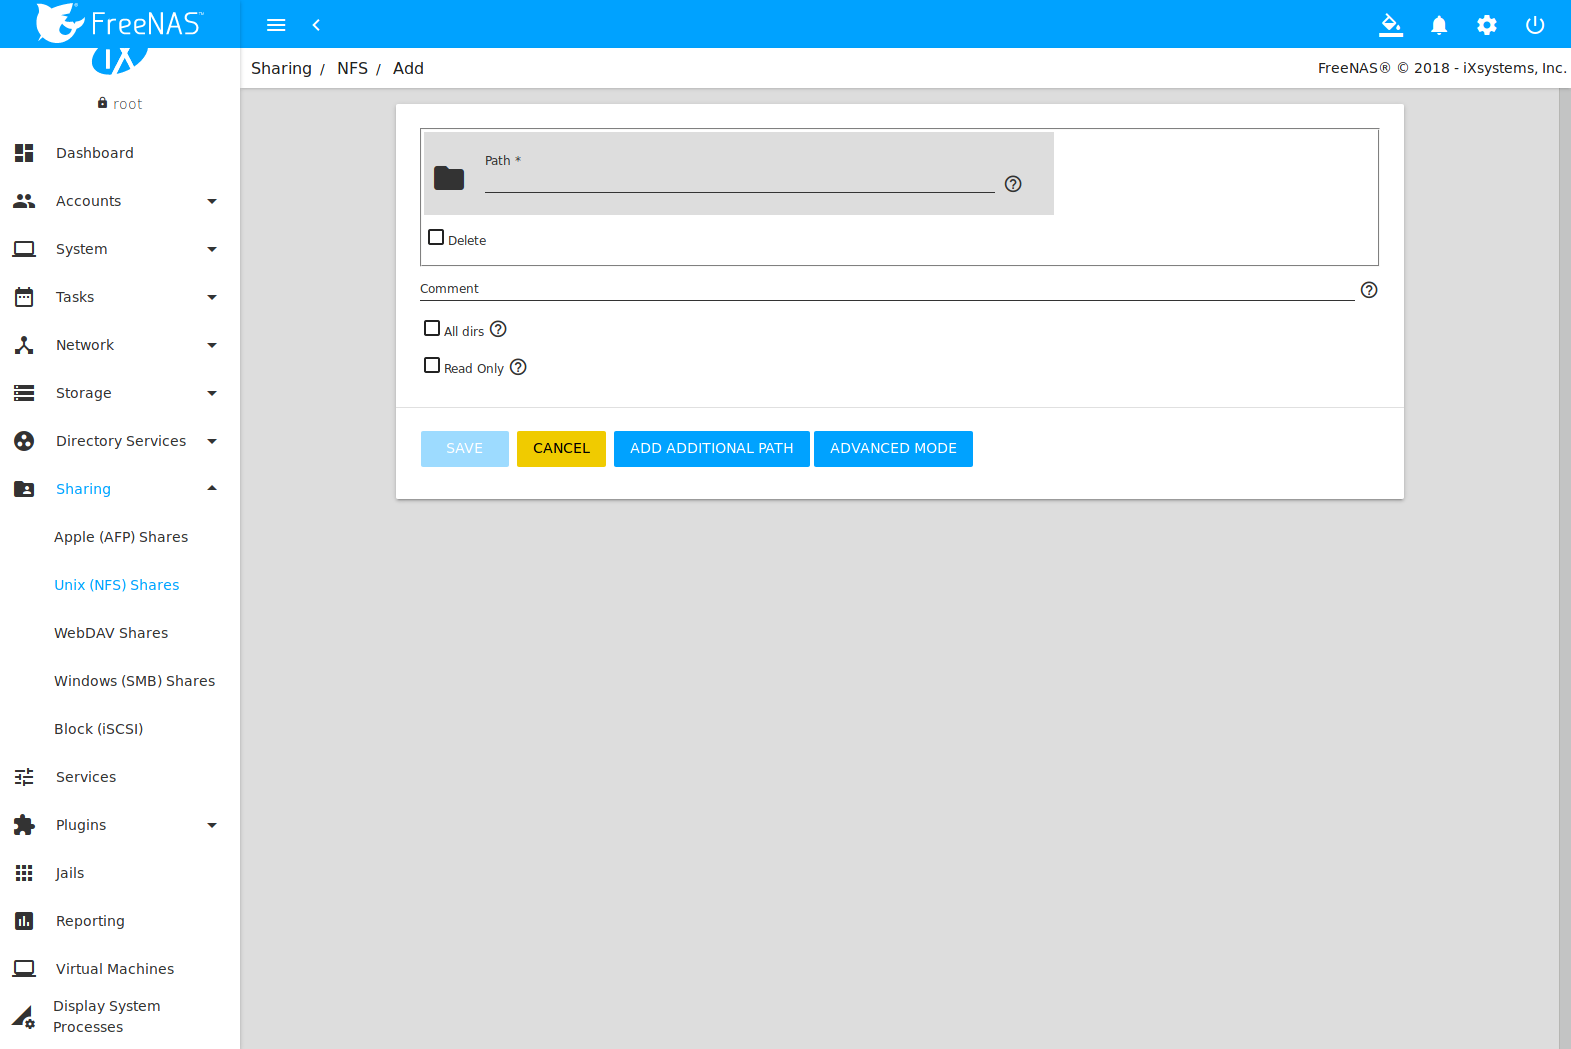 FreeNAS™
Sharing / NFS / Add
FreeNAS® © 2018 - iXsystems, Inc.
iX
root
Dashboard
Accounts
System
Tasks
Network
Storage
Directory Services
Sharing
Apple (AFP) Shares
Unix (NFS) Shares
WebDAV Shares
Windows (SMB) Shares
Block (iSCSI)
Services
Plugins
Jails
Reporting
Virtual Machines
Display System
Processes
Path *
Delete
Comment
All dirs
Read Only
SAVE CANCEL ADD ADDITIONAL PATH ADVANCED MODE